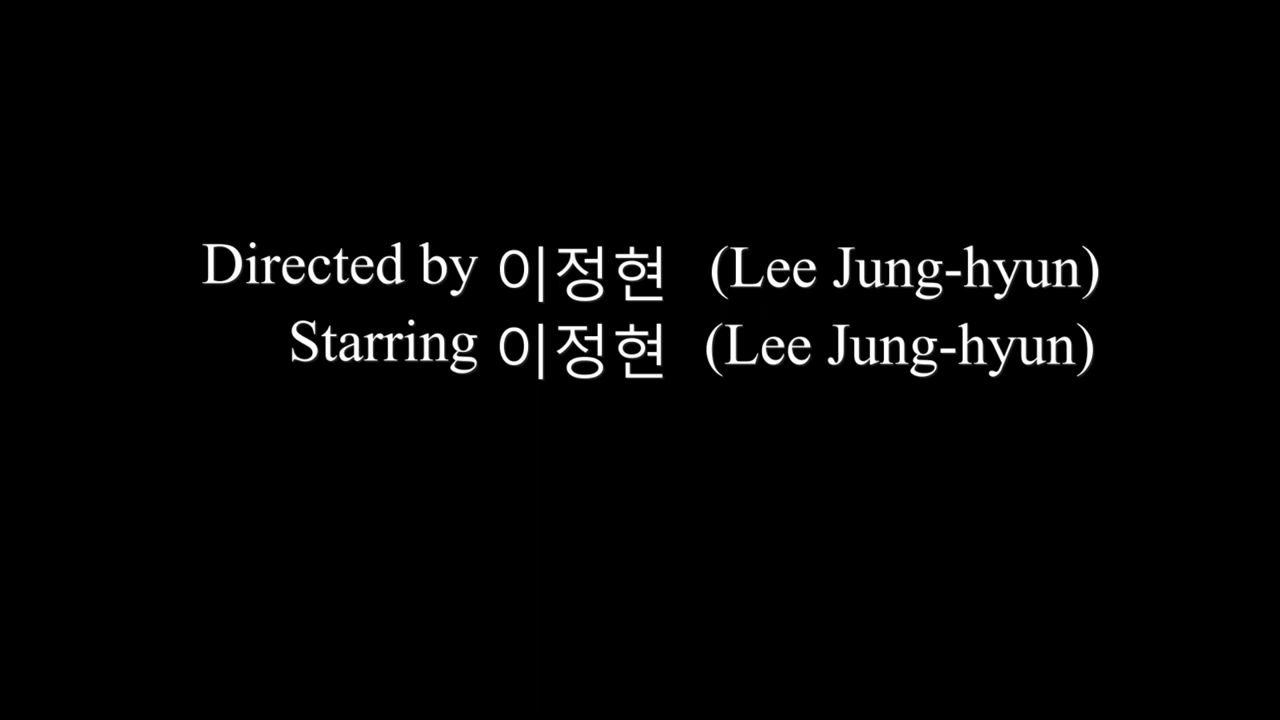 Directed by 이정현 (Lee Jung-hyun)
Starring 이정현 (Lee Jung-hyun)